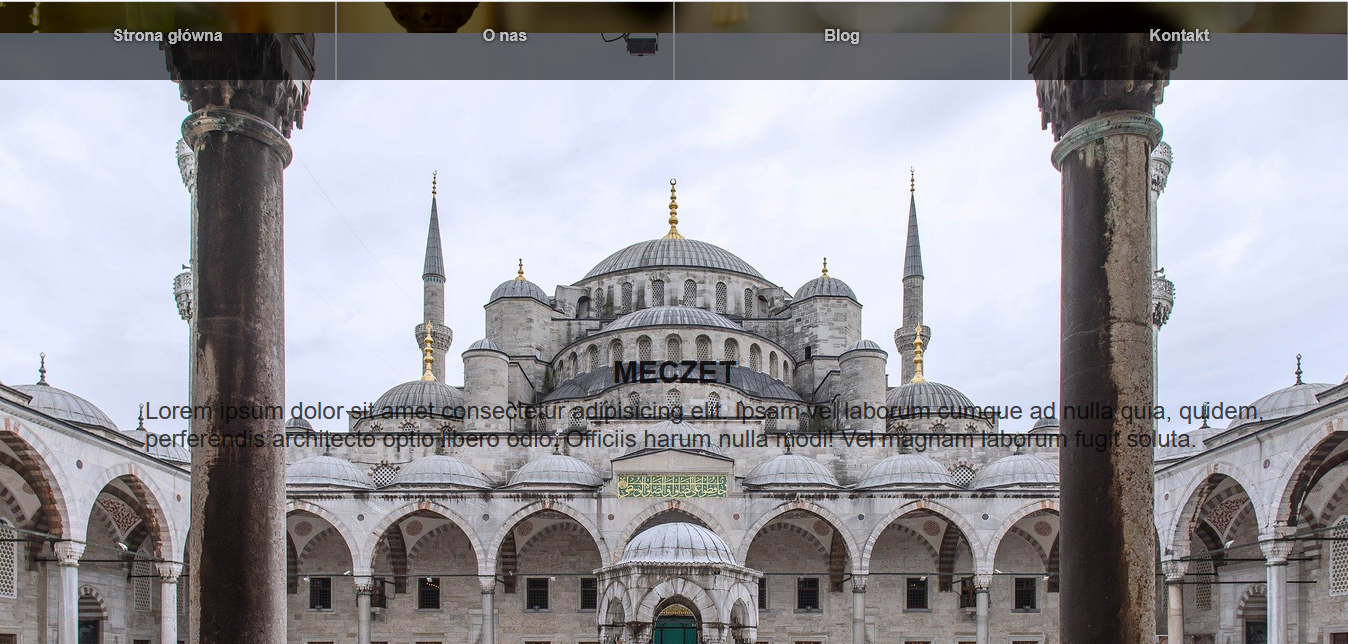 Strona główna
O nas
Blog
Kontakt
MECZET
Lorem ipsum dolor sit amet consectetur adipisicing elit. Ipsam vel laborum cumque ad nulla quia, quidem,
perferendis architecto optio libero odio. Officiis harum nulla modi! Vel magnam laborum fugit soluta.